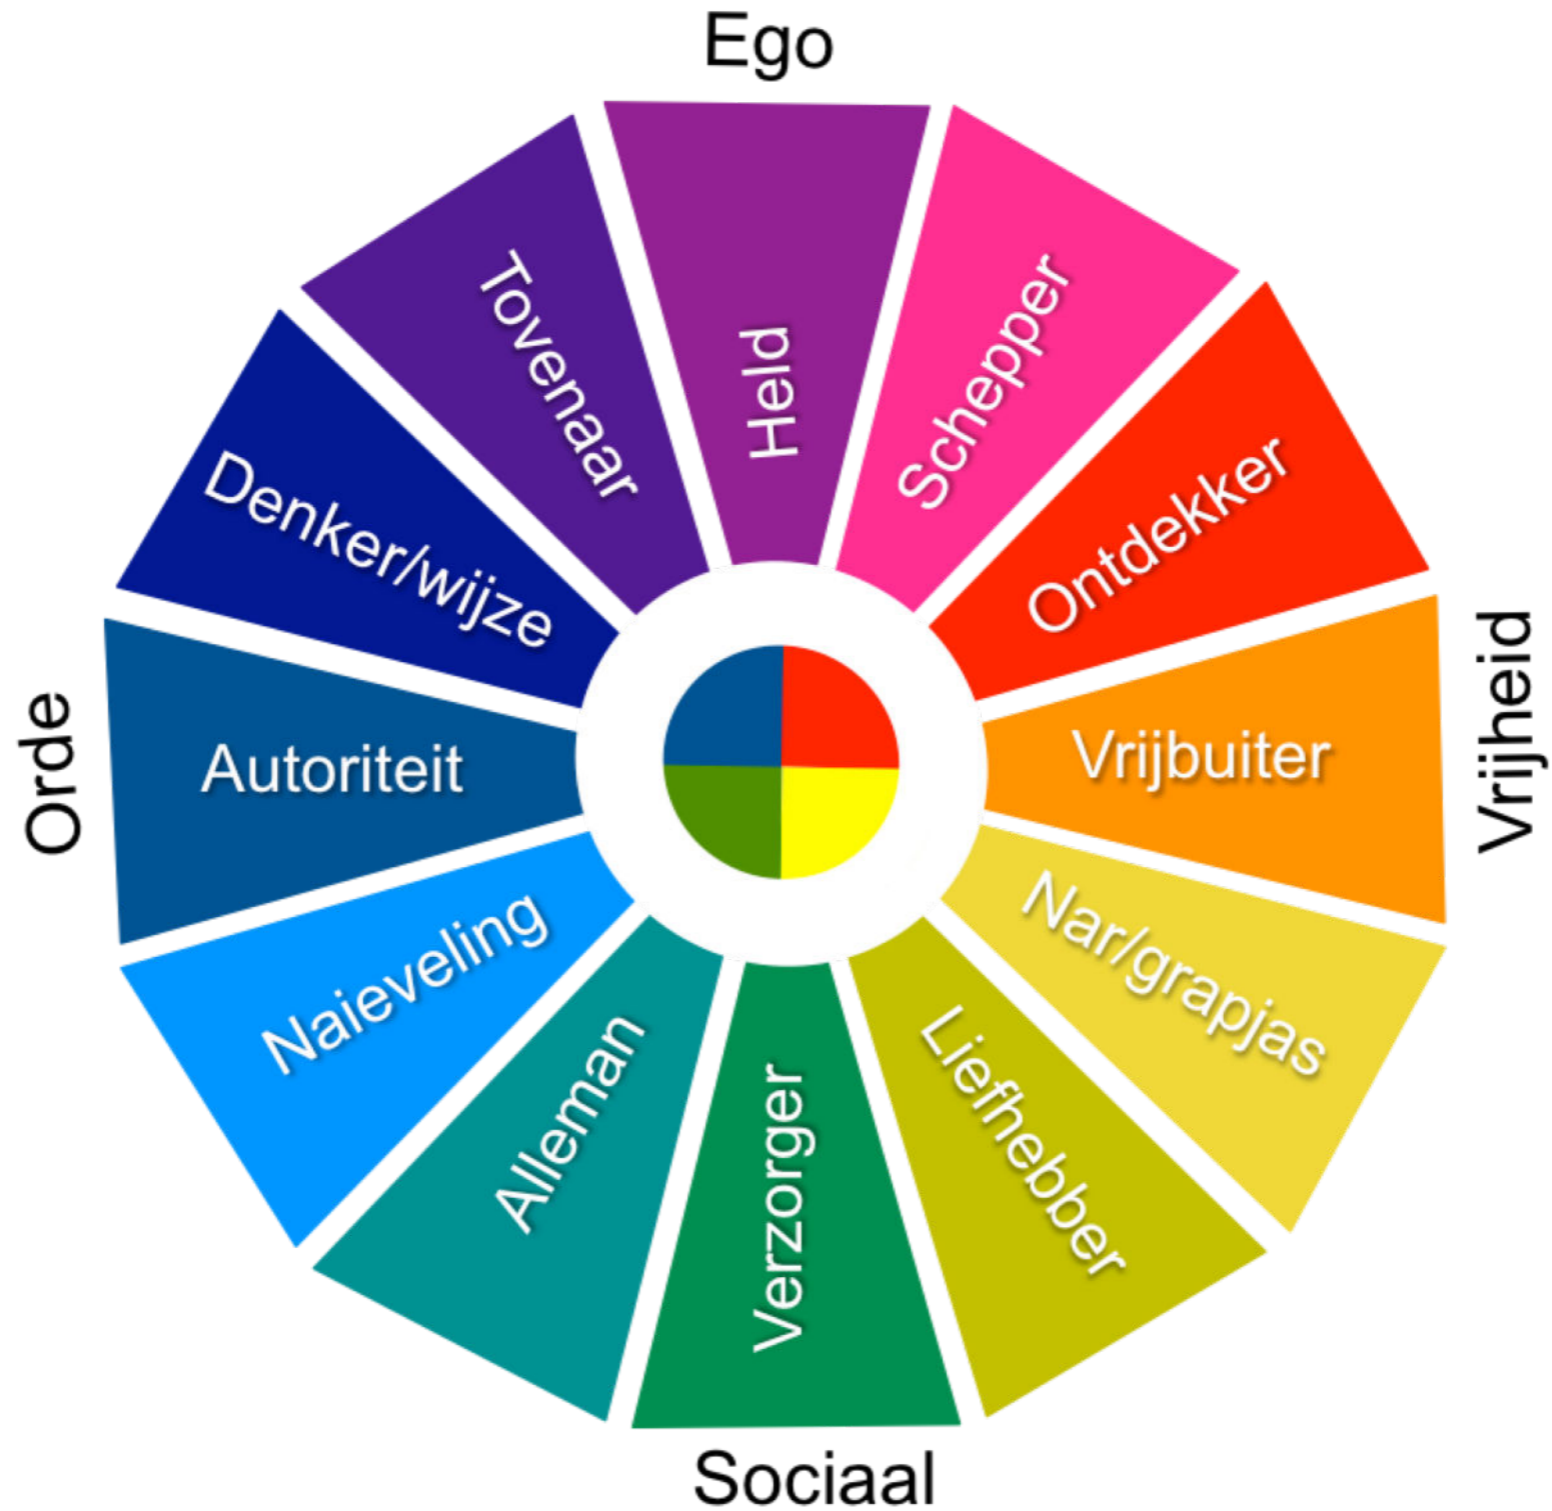 Ego
Held
Schepper
Ontdekker
Vrijheid
Vrijbuiter
Nar/grapjas
Liefhebber
Verzorger
Sociaal
Alleman
Naieveling
Autoriteit
Orde
Denker/wijze
Tovenaar